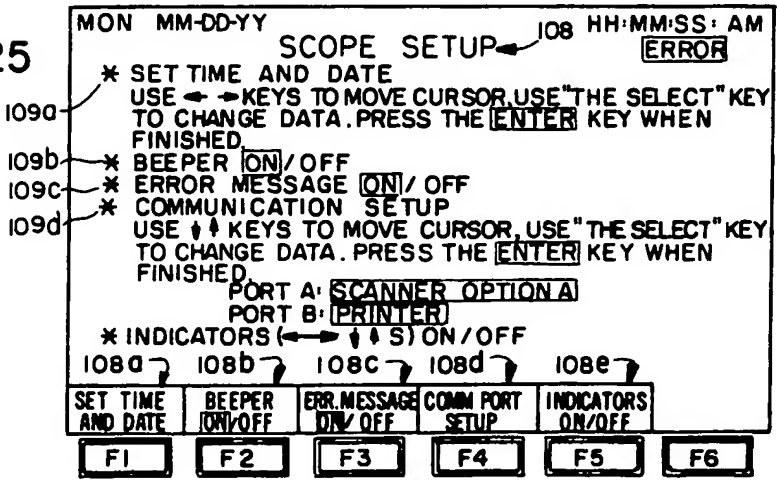 25
MON MM-DD-YY HH:MM:SS: AM
SCOPE SETUP 108 ERROR
* SET TIME AND DATE
109a USE ← → KEYS TO MOVE CURSOR, USE "THE SELECT" KEY
TO CHANGE DATA. PRESS THE ENTER KEY WHEN
FINISHED.
109b * BEEPER ON/OFF
109c * ERROR MESSAGE ON/ OFF
109d * COMMUNICATION SETUP
USE ↓ ↑ KEYS TO MOVE CURSOR, USE "THE SELECT" KEY
TO CHANGE DATA. PRESS THE ENTER KEY WHEN
FINISHED.
PORT A: SCANNER OPTION A
PORT B: PRINTER
* INDICATORS (← → ↓ ↑ S) ON/OFF
108a 108b 108c 108d 108e
SET TIME BEEPER ERR.MESSAGE COMM PORT INDICATORS
AND DATE ON/OFF ON/ OFF SETUP ON/OFF
F1 F2 F3 F4 F5 F6